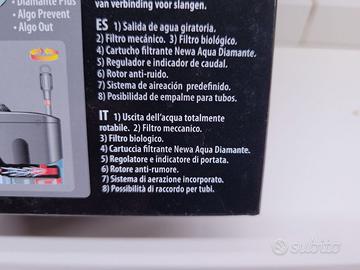 • Diamante Plus
• Algo Prevent
• Algo Out
van verbinding voor slangen.
ES 1) Salida de agua giratoria.
2) Filtro mecánico. 3) Filtro biológico.
4) Cartucho filtrante Newa Aqua Diamante.
5) Regulador e indicador de caudal.
6) Rotor anti-ruido.
7) Sistema de aireación predefinido.
8) Posibilidad de empalme para tubos.
IT 1) Uscita dell'acqua totalmente
rotabile. 2) Filtro meccanico.
3) Filtro biologico.
4) Cartuccia filtrante Newa Aqua Diamante.
5) Regolatore e indicatore di portata.
6) Rotore anti-rumore.
7) Sistema di aerazione incorporato.
8) Possibilità di raccordo per tubi.
subito